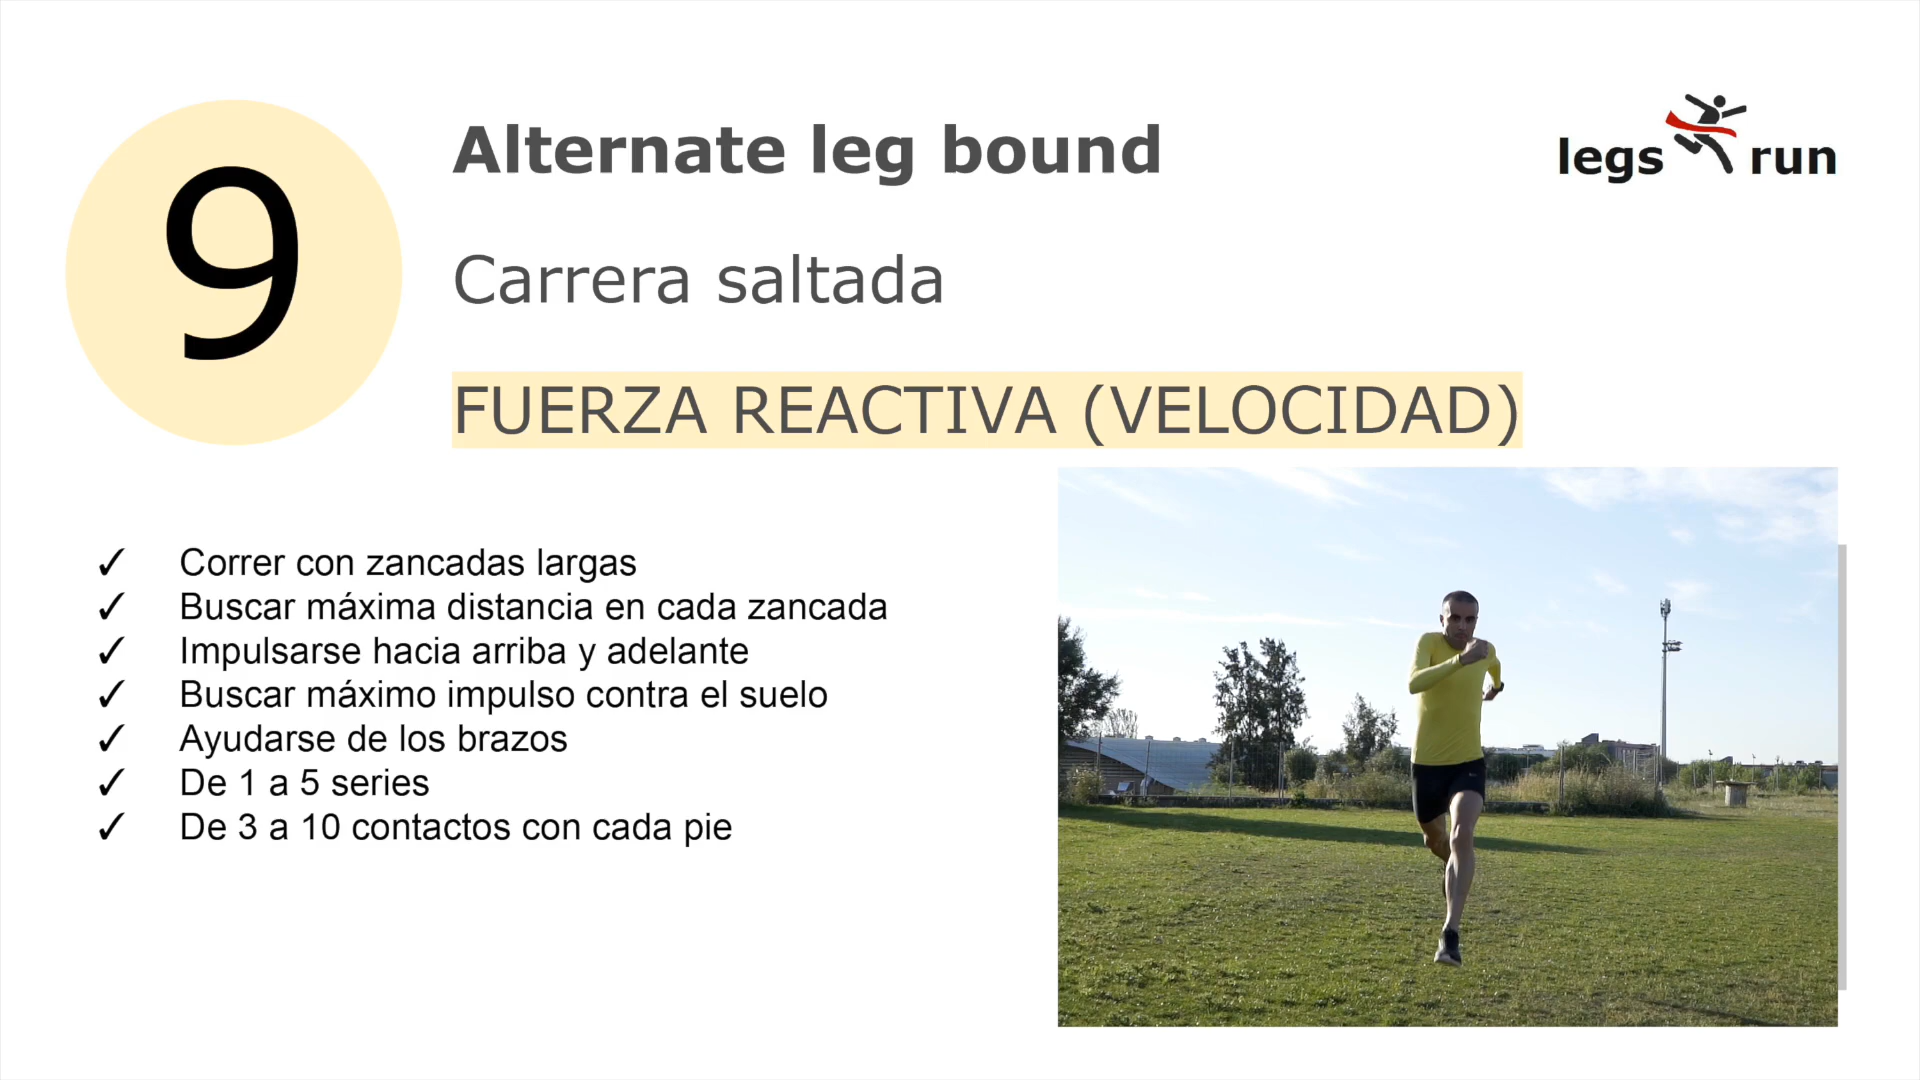 9
Alternate leg bound
legs run
Carrera saltada
FUERZA REACTIVA (VELOCIDAD)
✓ Correr con zancadas largas
✓ Buscar máxima distancia en cada zancada
✓ Impulsarse hacia arriba y adelante
✓ Buscar máximo impulso contra el suelo
✓ Ayudarse de los brazos
✓ De 1 a 5 series
✓ De 3 a 10 contactos con cada pie